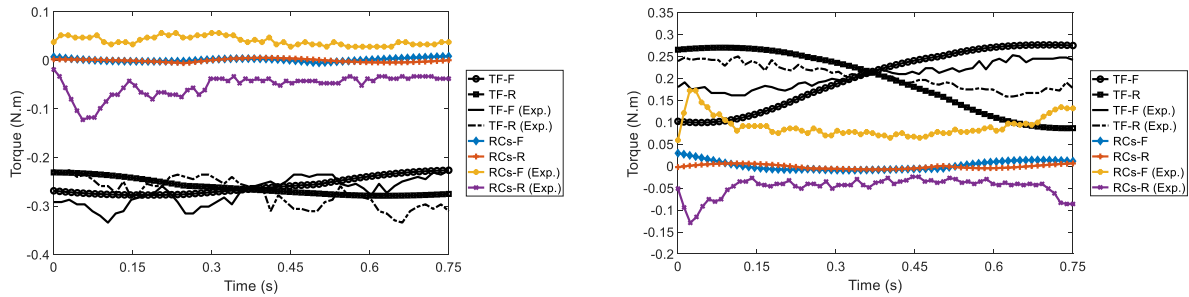 0.1
0
-0.1
-0.2
-0.3
-0.4
Torque (N.m)
0
0.15
0.3
0.45
0.6
0.75
Time (s)
TF-F
TF-R
TF-F (Exp.)
TF-R (Exp.)
RCs-F
RCs-R
RCs-F (Exp.)
RCs-R (Exp.)
0.35
0.3
0.25
0.2
0.15
0.1
0.05
0
-0.05
-0.1
-0.15
-0.2
Torque (N.m)
0
0.15
0.30
0.45
0.60
0.75
Time (s)
TF-F
TF-R
TF-F (Exp.)
TF-R (Exp.)
RCs-F
RCs-R
RCs-F (Exp.)
RCs-R (Exp.)